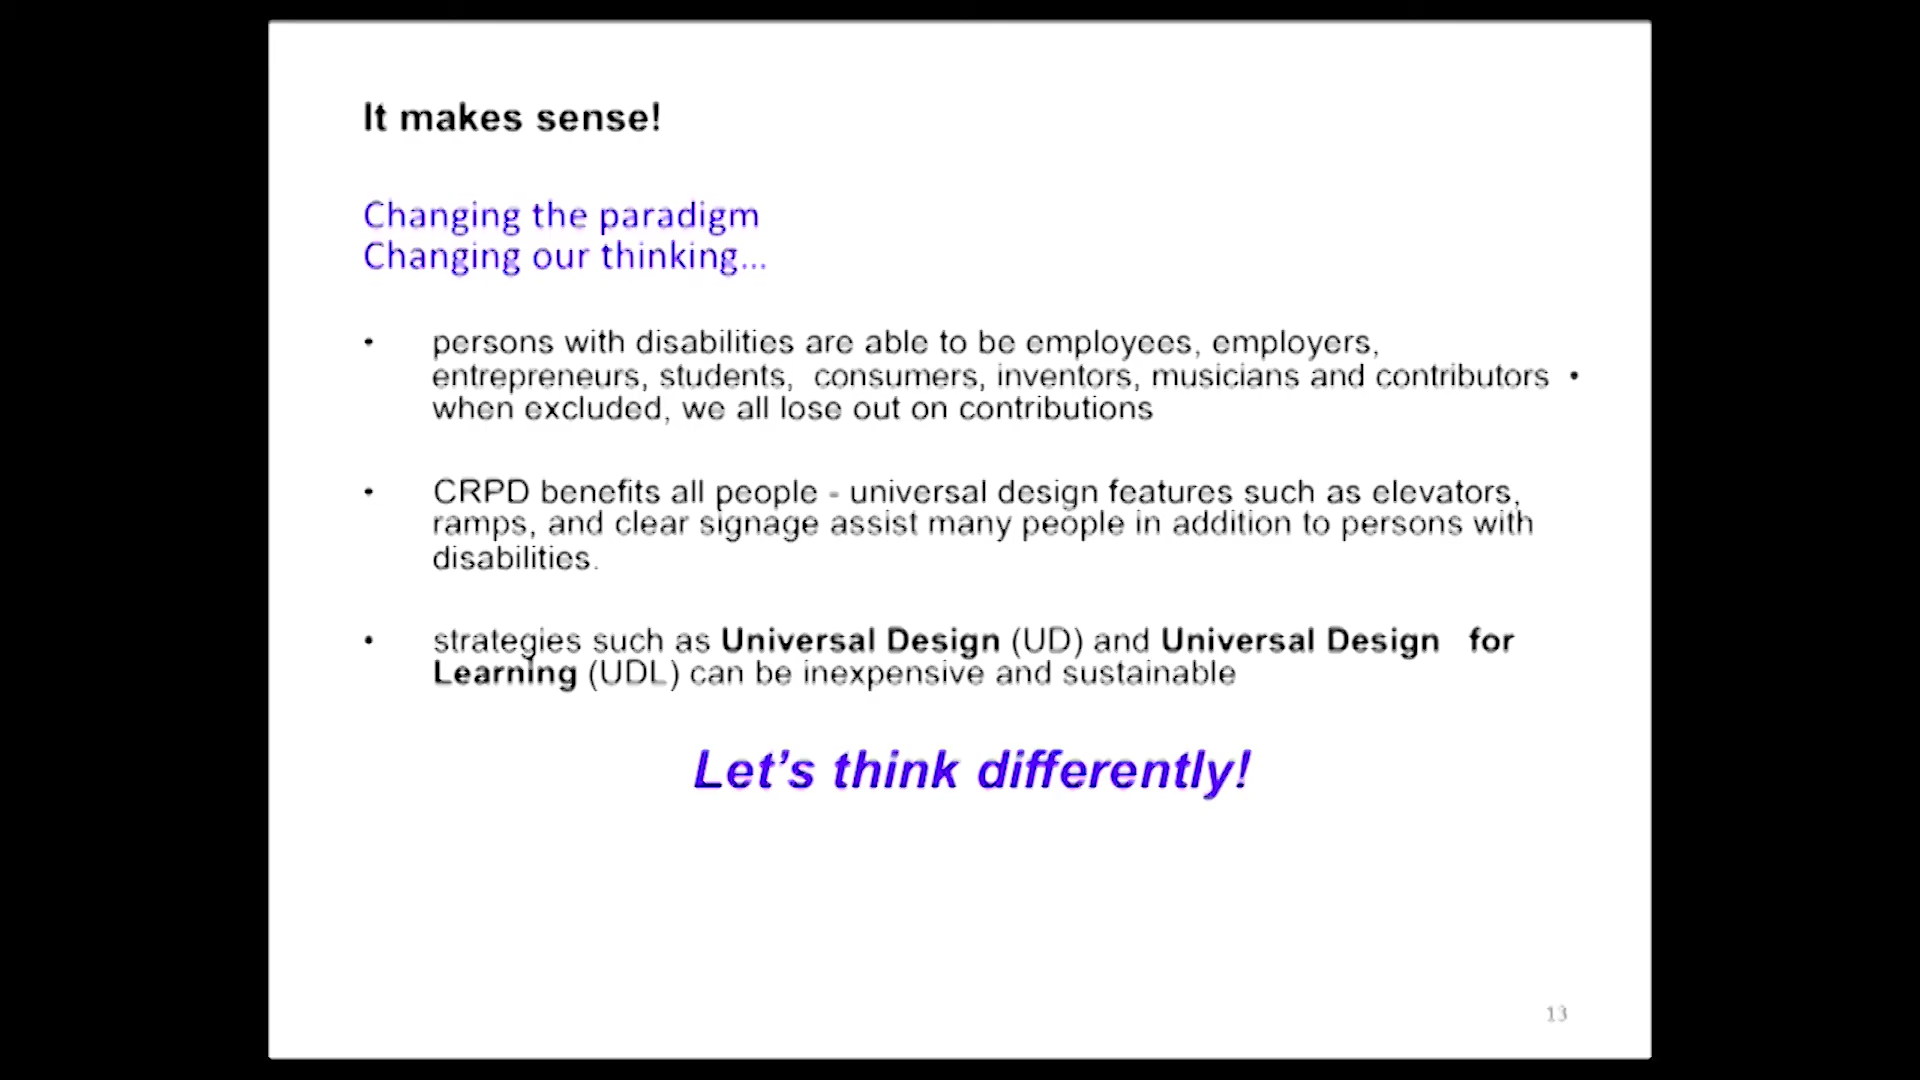 It makes sense!
Changing the paradigm
Changing our thinking...
• persons with disabilities are able to be employees, employers,
entrepreneurs, students,  consumers, inventors, musicians and contributors •
when excluded, we all lose out on contributions
• CRPD benefits all people - universal design features such as elevators,
ramps, and clear signage assist many people in addition to persons with
disabilities.
• strategies such as Universal Design (UD) and Universal Design  for
Learning (UDL) can be inexpensive and sustainable
Let’s think differently!
13